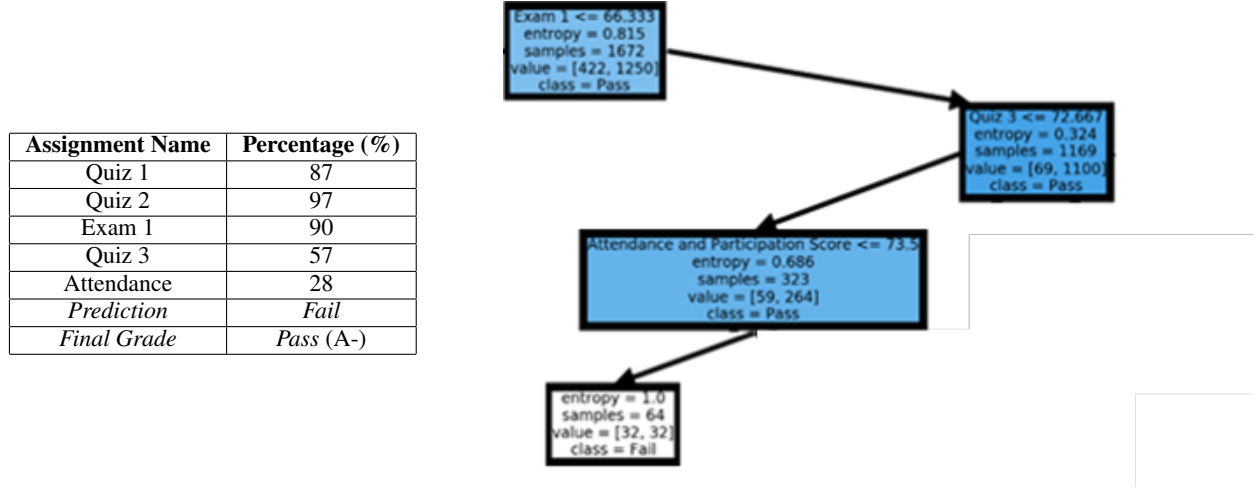 Assignment Name Percentage (%)
Quiz 1 87
Quiz 2 97
Exam 1 90
Quiz 3 57
Attendance 28
Prediction Fail
Final Grade Pass (A-)
Exam 1 <= 66.333
entropy = 0.815
samples = 1672
value = [422, 1250]
class = Pass
Quiz 3 <= 72.667
entropy = 0.324
samples = 1169
value = [69, 1100]
class = Pass
Attendance and Participation Score <= 73.5
entropy = 0.686
samples = 323
value = [59, 264]
class = Pass
entropy = 1.0
samples = 64
value = [32, 32]
class = Fail